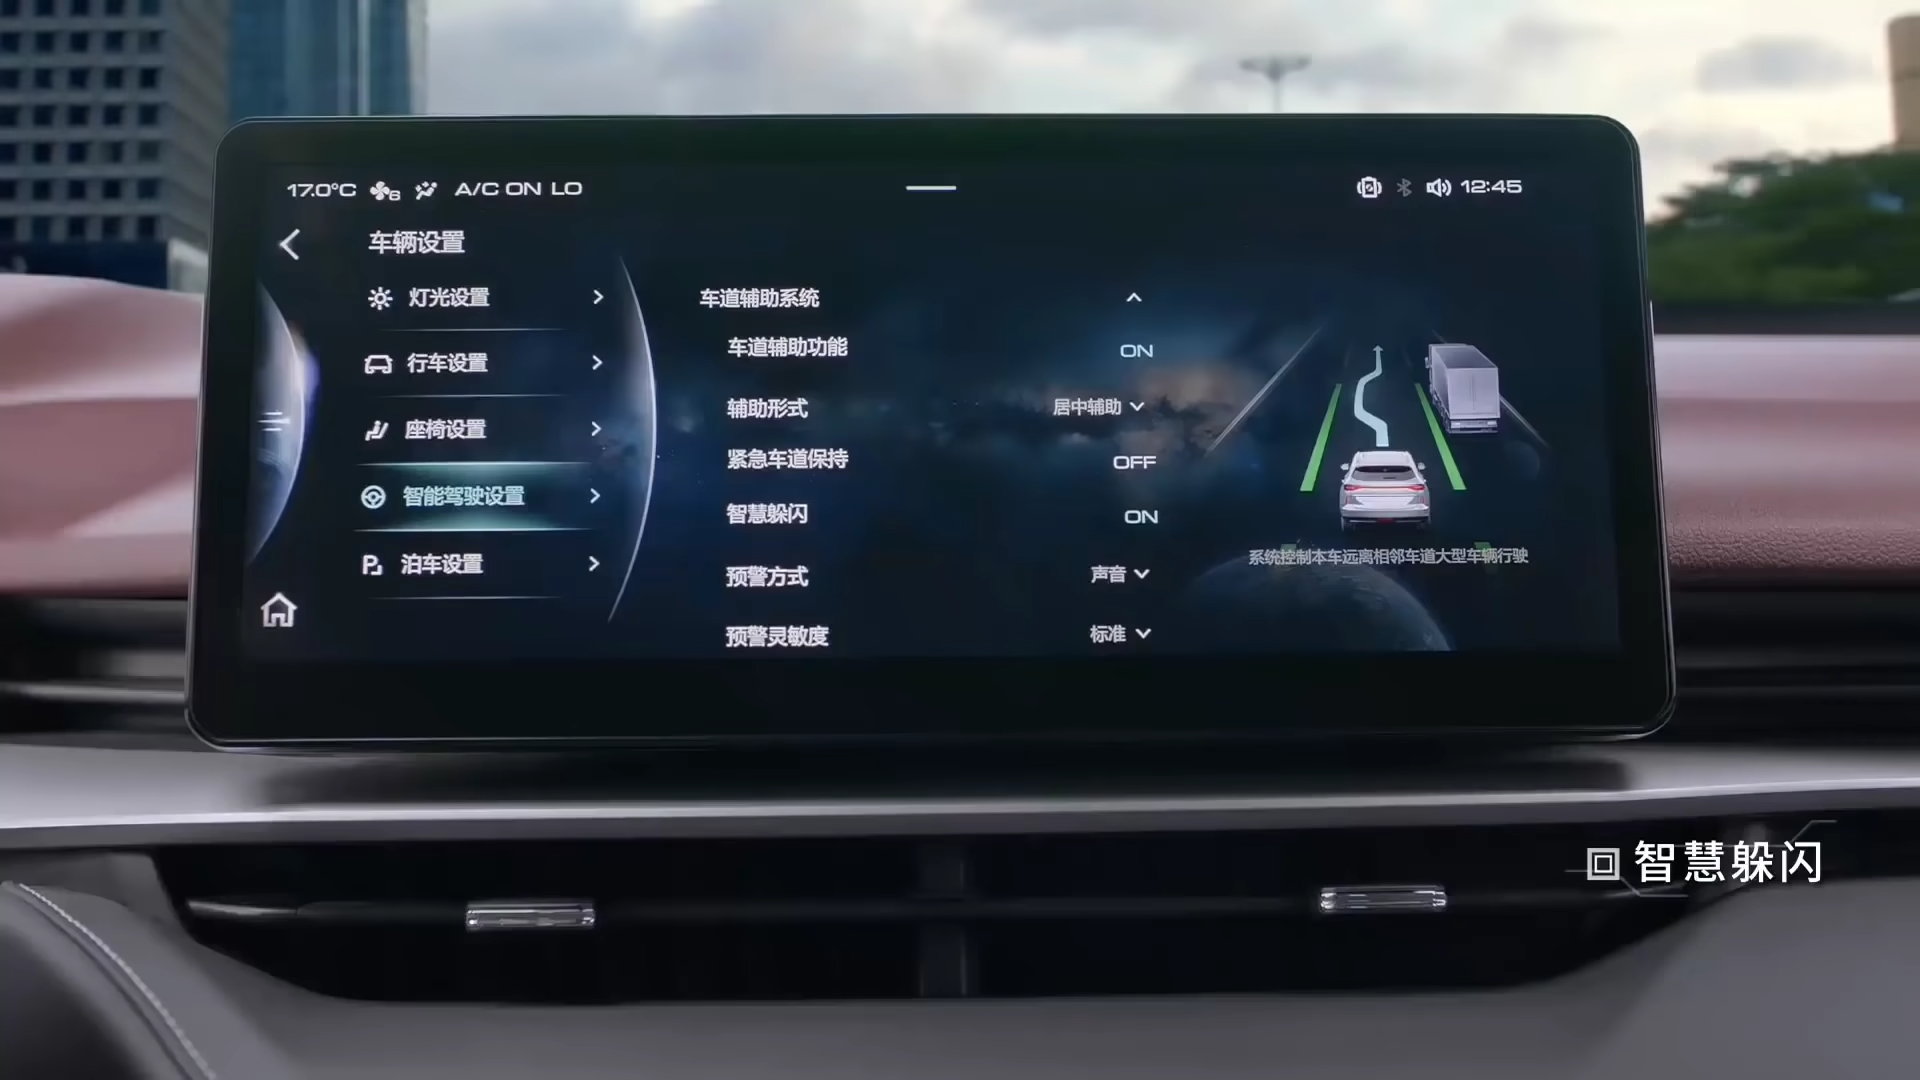 17.0°C 6 A/C ON LO 12:45
车辆设置
灯光设置
行车设置
座椅设置
智能驾驶设置
泊车设置
车道辅助系统
车道辅助功能 ON
辅助形式 居中辅助
紧急车道保持 OFF
智慧躲闪 ON
预警方式 声音
预警灵敏度 标准
系统控制本车远离相邻车道大型车辆行驶
智慧躲闪